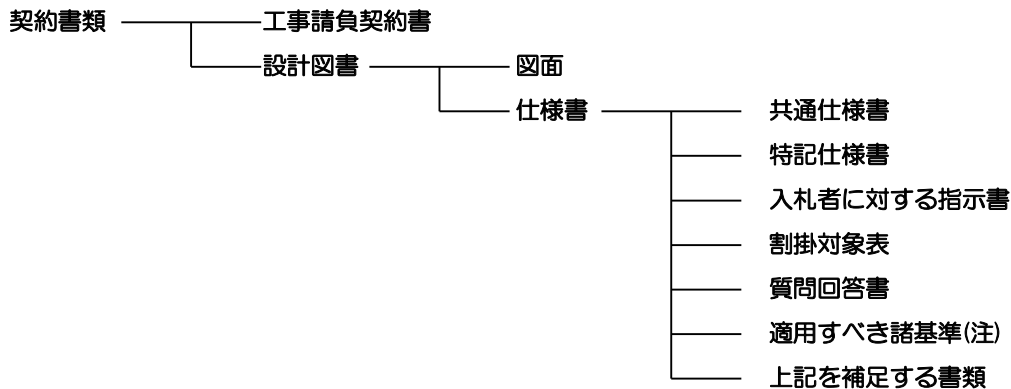 契約書類 工事請負契約書
設計図書 図面
仕様書 共通仕様書
特記仕様書
入札者に対する指示書
割掛対象表
質問回答書
適用すべき諸基準(注)
上記を補足する書類